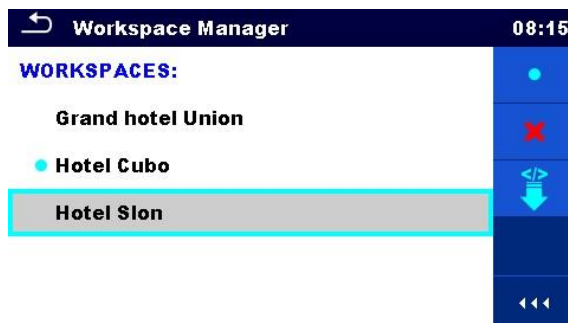 Workspace Manager 08:15
WORKSPACES:
Grand hotel Union
Hotel Cubo
Hotel Slon
</>